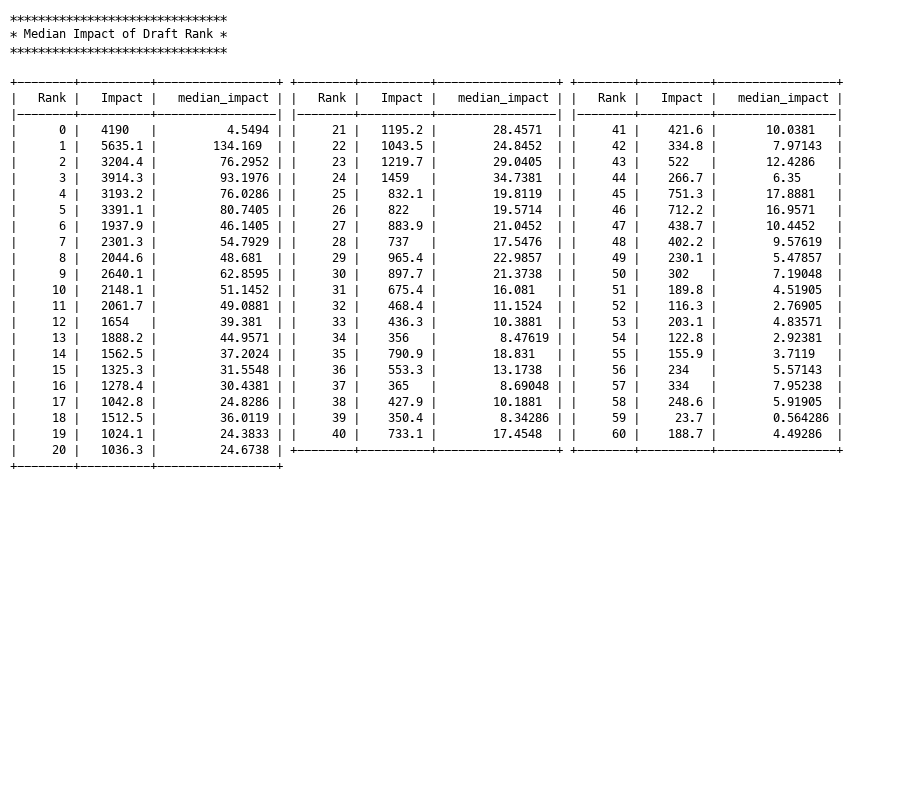 *******************************
* Median Impact of Draft Rank *
*******************************
+--------+----------+-----------------+ +--------+----------+-----------------+ +--------+----------+-----------------+
|   Rank |   Impact |   median_impact | |   Rank |   Impact |   median_impact | |   Rank |   Impact |   median_impact |
|--------+----------+-----------------| |--------+----------+-----------------| |--------+----------+-----------------|
|      0 |   4190   |          4.5494 | |     21 |   1195.2 |       28.4571   | |     41 |    421.6 |       10.0381   |
|      1 |   5635.1 |        134.169  | |     22 |   1043.5 |       24.8452   | |     42 |    334.8 |        7.97143  |
|      2 |   3204.4 |         76.2952 | |     23 |   1219.7 |       29.0405   | |     43 |    522   |       12.4286   |
|      3 |   3914.3 |         93.1976 | |     24 |   1459   |       34.7381   | |     44 |    266.7 |        6.35     |
|      4 |   3193.2 |         76.0286 | |     25 |    832.1 |       19.8119   | |     45 |    751.3 |       17.8881   |
|      5 |   3391.1 |         80.7405 | |     26 |    822   |       19.5714   | |     46 |    712.2 |       16.9571   |
|      6 |   1937.9 |         46.1405 | |     27 |    883.9 |       21.0452   | |     47 |    438.7 |       10.4452   |
|      7 |   2301.3 |         54.7929 | |     28 |    737   |       17.5476   | |     48 |    402.2 |        9.57619  |
|      8 |   2044.6 |         48.681  | |     29 |    965.4 |       22.9857   | |     49 |    230.1 |        5.47857  |
|      9 |   2640.1 |         62.8595 | |     30 |    897.7 |       21.3738   | |     50 |    302   |        7.19048  |
|     10 |   2148.1 |         51.1452 | |     31 |    675.4 |       16.081    | |     51 |    189.8 |        4.51905  |
|     11 |   2061.7 |         49.0881 | |     32 |    468.4 |       11.1524   | |     52 |    116.3 |        2.76905  |
|     12 |   1654   |         39.381  | |     33 |    436.3 |       10.3881   | |     53 |    203.1 |        4.83571  |
|     13 |   1888.2 |         44.9571 | |     34 |    356   |        8.47619  | |     54 |    122.8 |        2.92381  |
|     14 |   1562.5 |         37.2024 | |     35 |    790.9 |       18.831    | |     55 |    155.9 |        3.7119   |
|     15 |   1325.3 |         31.5548 | |     36 |    553.3 |       13.1738   | |     56 |    234   |        5.57143  |
|     16 |   1278.4 |         30.4381 | |     37 |    365   |        8.69048  | |     57 |    334   |        7.95238  |
|     17 |   1042.8 |         24.8286 | |     38 |    427.9 |       10.1881   | |     58 |    248.6 |        5.91905  |
|     18 |   1512.5 |         36.0119 | |     39 |    350.4 |        8.34286  | |     59 |     23.7 |        0.564286 |
|     19 |   1024.1 |         24.3833 | |     40 |    733.1 |       17.4548   | |     60 |    188.7 |        4.49286  |
|     20 |   1036.3 |         24.6738 | +--------+----------+-----------------+ +--------+----------+-----------------+
+--------+----------+-----------------+